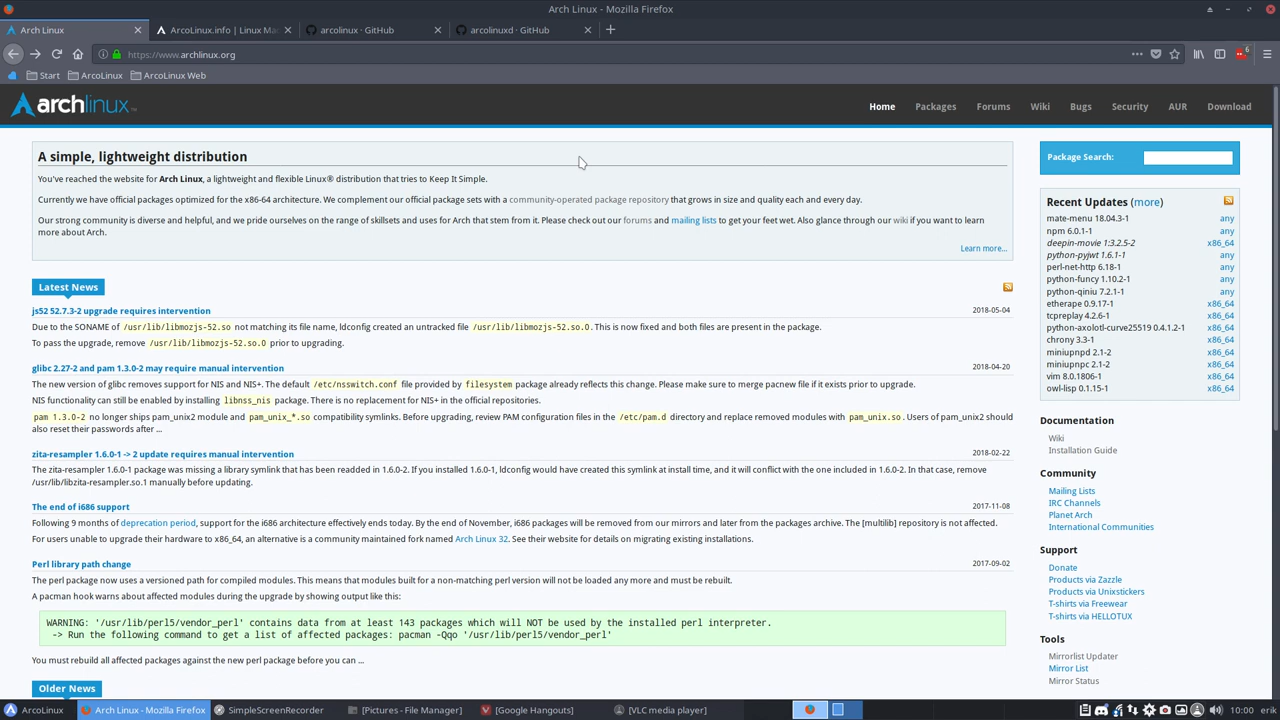 Arch Linux - Mozilla Firefox
Arch Linux
ArcoLinux.info | Linux Ma
arcolinux · GitHub
arcolinuxd · GitHub
https://www.archlinux.org
6
Start
ArcoLinux
ArcoLinux Web
archlinux
Home
Packages
Forums
Wiki
Bugs
Security
AUR
Download
A simple, lightweight distribution
You've reached the website for Arch Linux, a lightweight and flexible Linux® distribution that tries to Keep It Simple.
Currently we have official packages optimized for the x86-64 architecture. We complement our official package sets with a community-operated package repository that grows in size and quality each and every day.
Our strong community is diverse and helpful, and we pride ourselves on the range of skillsets and uses for Arch that stem from it. Please check out our forums and mailing lists to get your feet wet. Also glance through our wiki if you want to learn
more about Arch.
Learn more...
Latest News
js52 52.7.3-2 upgrade requires intervention
2018-05-04
Due to the SONAME of /usr/lib/libmozjs-52.so not matching its file name, ldconfig created an untracked file /usr/lib/libmozjs-52.so.0. This is now fixed and both files are present in the package.
To pass the upgrade, remove /usr/lib/libmozjs-52.so.0 prior to upgrading.
glibc 2.27-2 and pam 1.3.0-2 may require manual intervention
2018-04-20
The new version of glibc removes support for NIS and NIS+. The default /etc/nsswitch.conf file provided by filesystem package already reflects this change. Please make sure to merge pacnew file if it exists prior to upgrade.
NIS functionality can still be enabled by installing libnss_nis package. There is no replacement for NIS+ in the official repositories.
pam 1.3.0-2 no longer ships pam_unix2 module and pam_unix_*.so compatibility symlinks. Before upgrading, review PAM configuration files in the /etc/pam.d directory and replace removed modules with pam_unix.so. Users of pam_unix2 should
also reset their passwords after ...
zita-resampler 1.6.0-1 -> 2 update requires manual intervention
2018-02-22
The zita-resampler 1.6.0-1 package was missing a library symlink that has been readded in 1.6.0-2. If you installed 1.6.0-1, ldconfig would have created this symlink at install time, and it will conflict with the one included in 1.6.0-2. In that case, remove
/usr/lib/libzita-resampler.so.1 manually before updating.
The end of i686 support
2017-11-08
Following 9 months of deprecation period, support for the i686 architecture effectively ends today. By the end of November, i686 packages will be removed from our mirrors and later from the packages archive. The [multilib] repository is not affected.
For users unable to upgrade their hardware to x86_64, an alternative is a community maintained fork named Arch Linux 32. See their website for details on migrating existing installations.
Perl library path change
2017-09-02
The perl package now uses a versioned path for compiled modules. This means that modules built for a non-matching perl version will not be loaded any more and must be rebuilt.
A pacman hook warns about affected modules during the upgrade by showing output like this:
WARNING: '/usr/lib/perl5/vendor_perl' contains data from at least 143 packages which will NOT be used by the installed perl interpreter.
-> Run the following command to get a list of affected packages: pacman -Qqo '/usr/lib/perl5/vendor_perl'
You must rebuild all affected packages against the new perl package before you can ...
Older News
Package Search:
Recent Updates (more)
mate-menu 18.04.3-1 any
npm 6.0.1-1 any
deepin-movie 1:3.2.5-2 x86_64
python-pyjwt 1.6.1-1 any
perl-net-http 6.18-1 any
python-funcy 1.10.2-1 any
python-qiniu 7.2.1-1 any
etherape 0.9.17-1 x86_64
tcpreplay 4.2.6-1 x86_64
python-axolotl-curve25519 0.4.1.2-1 x86_64
chrony 3.3-1 x86_64
miniupnpd 2.1-2 x86_64
miniupnpc 2.1-2 x86_64
vim 8.0.1806-1 x86_64
owl-lisp 0.1.15-1 x86_64
Documentation
Wiki
Installation Guide
Community
Mailing Lists
IRC Channels
Planet Arch
International Communities
Support
Donate
Products via Zazzle
Products via Unixstickers
T-shirts via Freewear
T-shirts via HELLOTUX
Tools
Mirrorlist Updater
Mirror List
Mirror Status
ArcoLinux
Arch Linux - Mozilla Firefox
SimpleScreenRecorder
[Pictures - File Manager]
[Google Hangouts]
[VLC media player]
10:00
erik